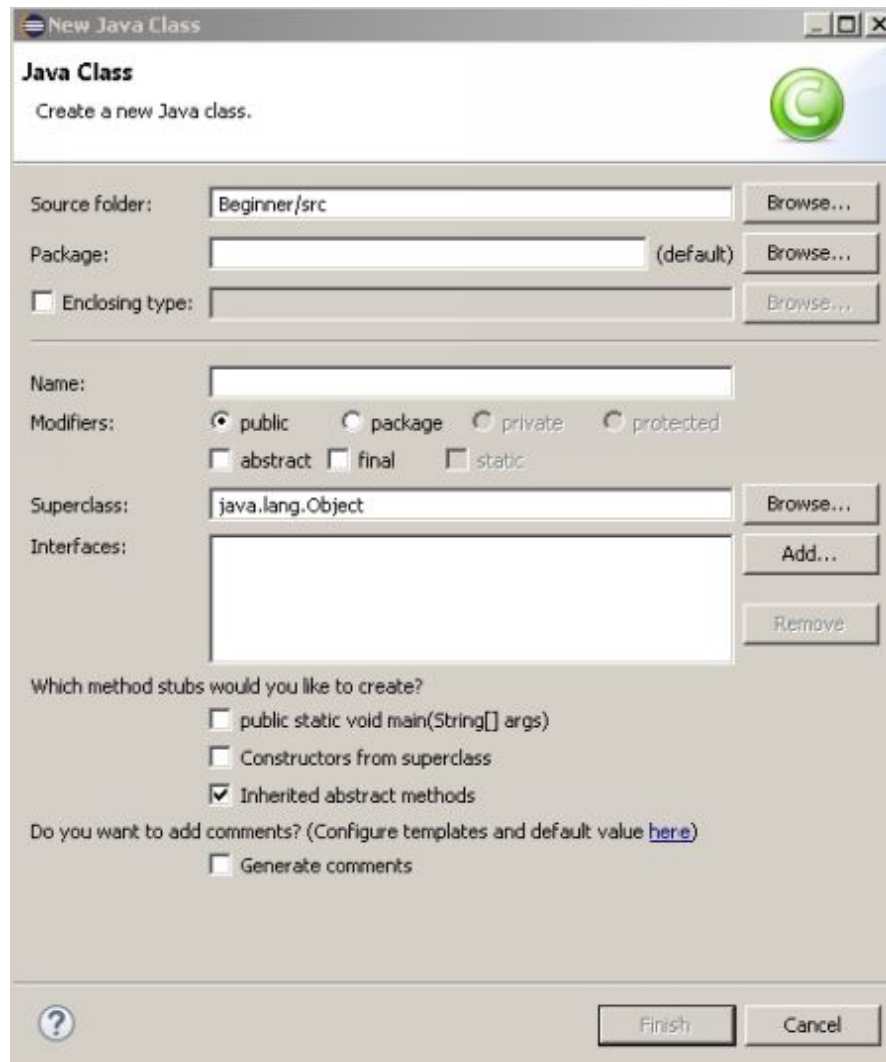 New Java Class
Java Class
Create a new Java class.
Source folder: Beginner/src Browse...
Package: (default) Browse...
Enclosing type: Browse...
Name:
Modifiers: public package private protected
abstract final static
Superclass: java.lang.Object Browse...
Interfaces: Add...
Remove
Which method stubs would you like to create?
public static void main(String[] args)
Constructors from superclass
Inherited abstract methods
Do you want to add comments? (Configure templates and default value here)
Generate comments
? Finish Cancel